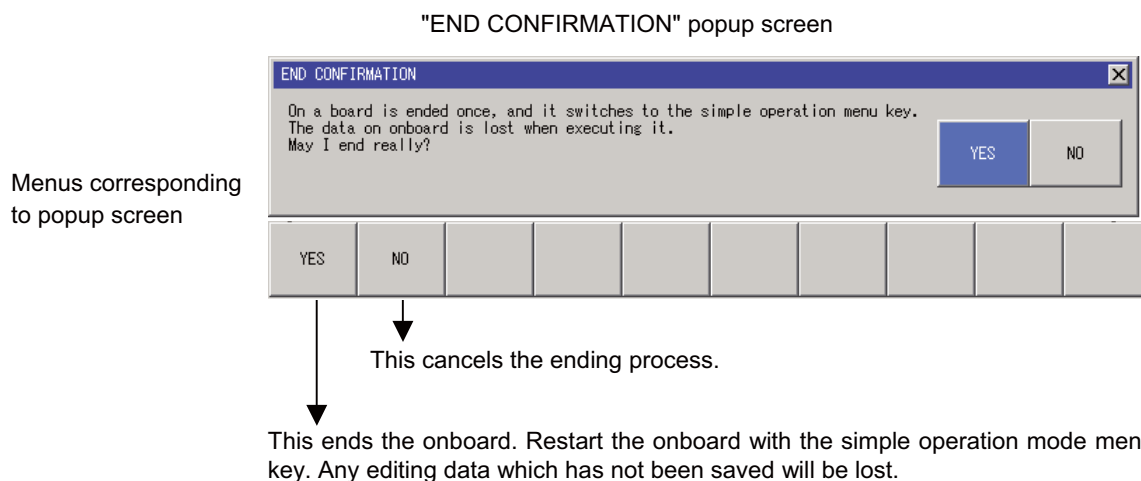 "END CONFIRMATION" popup screen
END CONFIRMATION
On a board is ended once, and it switches to the simple operation menu key.
The data on onboard is lost when executing it.
May I end really?
YES NO
Menus corresponding
to popup screen
YES NO
This cancels the ending process.
This ends the onboard. Restart the onboard with the simple operation mode men
key. Any editing data which has not been saved will be lost.